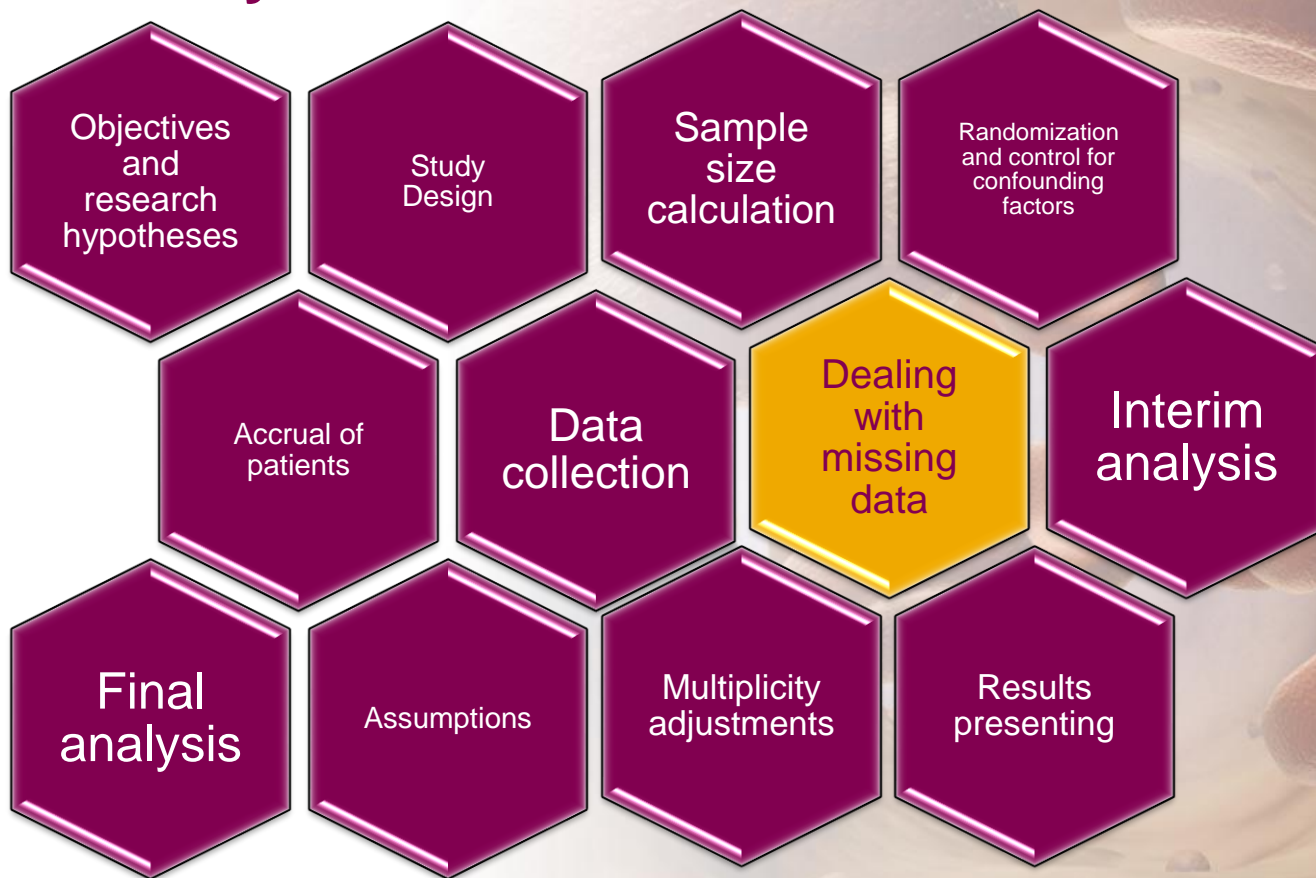 Objectives
and
research
hypotheses
Study
Design
Sample
size
calculation
Randomization
and control for
confounding
factors
Accrual of
patients
Data
collection
Dealing
with
missing
data
Interim
analysis
Final
analysis
Assumptions
Multiplicity
adjustments
Results
presenting